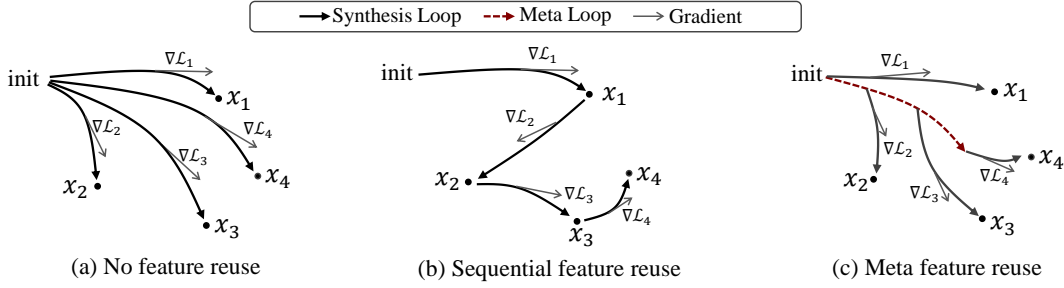 Synthesis Loop Meta Loop Gradient
init ∇ℒ₁ x₁ ∇ℒ₂ ∇ℒ₄ ∇ℒ₃ x₂ x₄ x₃
(a) No feature reuse
init ∇ℒ₁ x₁ ∇ℒ₂ x₂ ∇ℒ₃ x₄ ∇ℒ₄ x₃
(b) Sequential feature reuse
init ∇ℒ₁ x₁ ∇ℒ₂ x₄ ∇ℒ₄ x₂ ∇ℒ₃ x₃
(c) Meta feature reuse